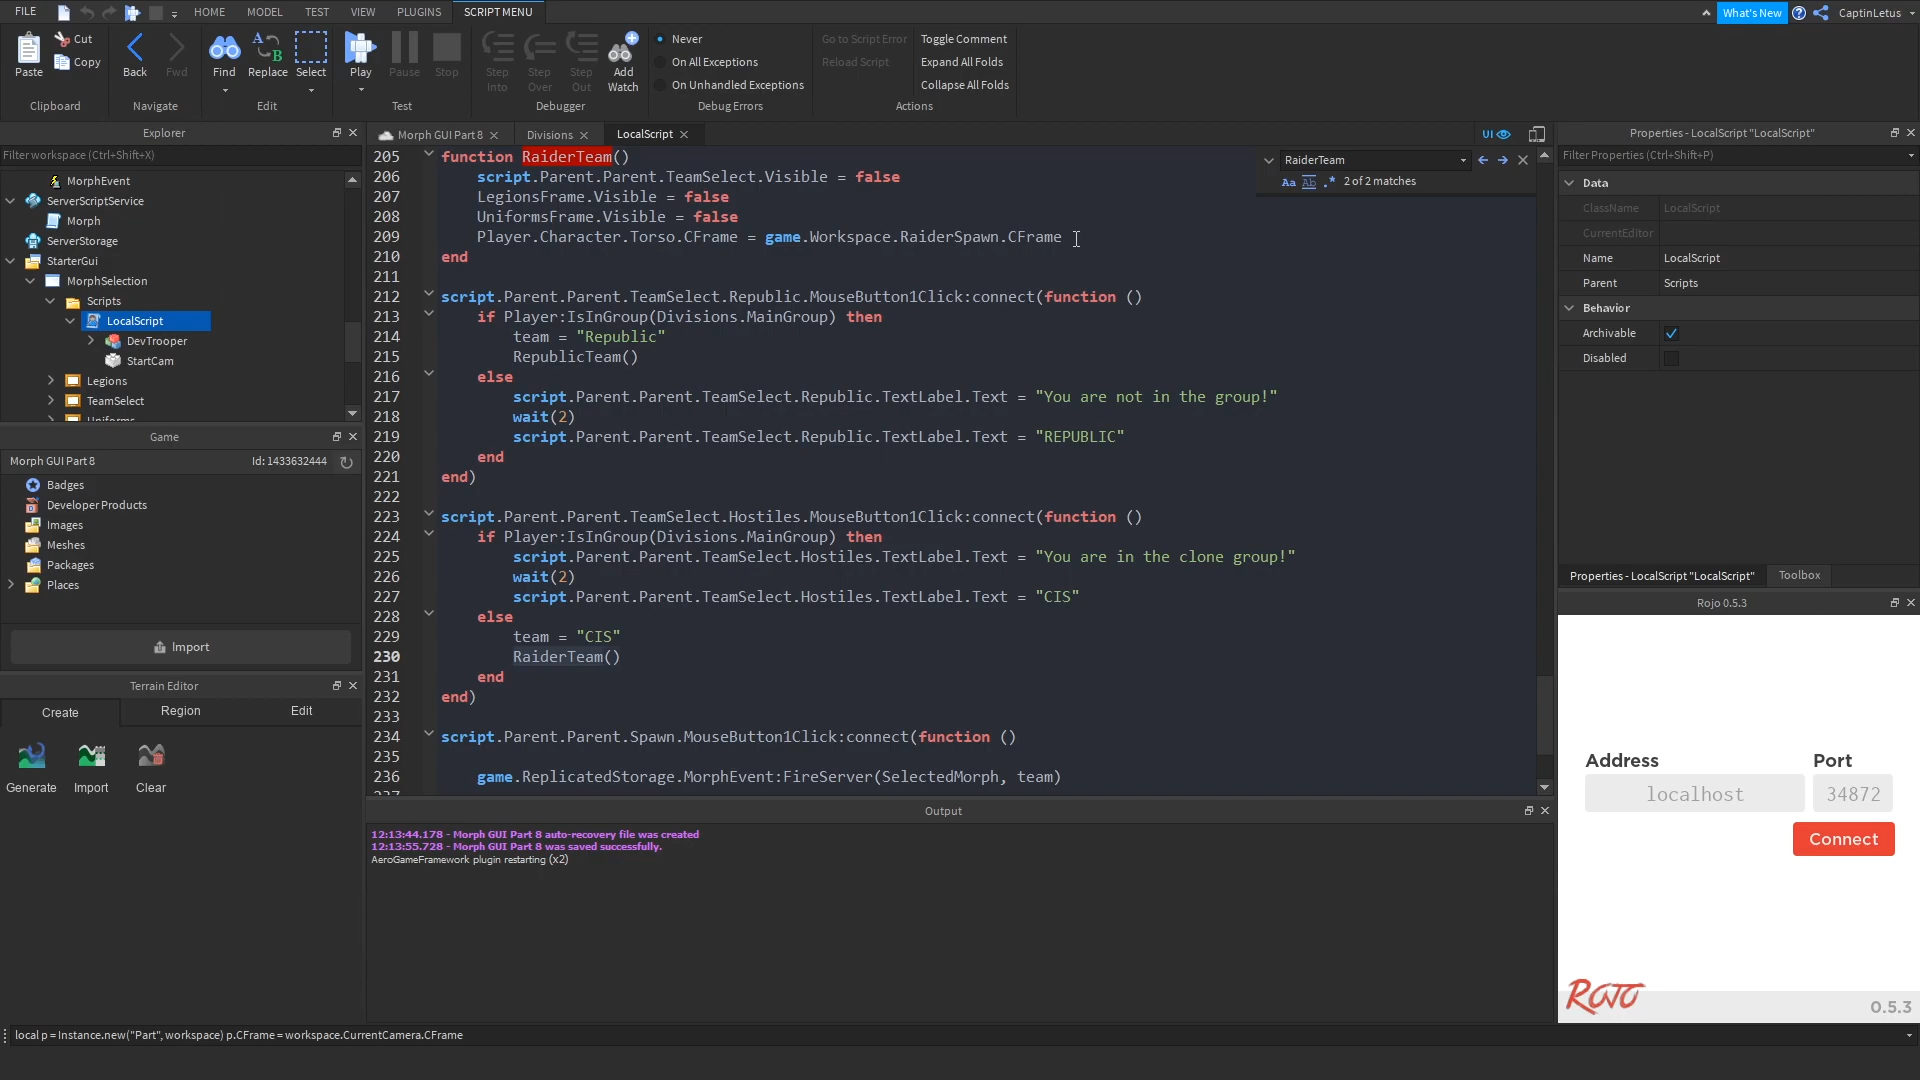 FILE
HOME
MODEL
TEST
VIEW
PLUGINS
SCRIPT MENU
What's New
CaptinLetus
Paste
Cut
Copy
Clipboard
Back
Fwd
Navigate
Find
Replace
Select
Edit
Play
Pause
Stop
Test
Step Into
Step Over
Step Out
Add Watch
Debugger
Never
On All Exceptions
On Unhandled Exceptions
Debug Errors
Go to Script Error
Reload Script
Toggle Comment
Expand All Folds
Collapse All Folds
Actions
Explorer
Filter workspace (Ctrl+Shift+X)
MorphEvent
ServerScriptService
Morph
ServerStorage
StarterGui
MorphSelection
Scripts
LocalScript
DevTrooper
StartCam
Legions
TeamSelect
Uniforms
Game
Morph GUI Part 8
Id: 1433632444
Badges
Developer Products
Images
Meshes
Packages
Places
Import
Terrain Editor
Create
Region
Edit
Generate
Import
Clear
Morph GUI Part 8
Divisions
LocalScript
UI
RaiderTeam
Aa Ab .* 2 of 2 matches
205 function RaiderTeam()
206 script.Parent.Parent.TeamSelect.Visible = false
207 LegionsFrame.Visible = false
208 UniformsFrame.Visible = false
209 Player.Character.Torso.CFrame = game.Workspace.RaiderSpawn.CFrame
210 end
211
212 script.Parent.Parent.TeamSelect.Republic.MouseButton1Click:connect(function ()
213 if Player:IsInGroup(Divisions.MainGroup) then
214 team = "Republic"
215 RepublicTeam()
216 else
217 script.Parent.Parent.TeamSelect.Republic.TextLabel.Text = "You are not in the group!"
218 wait(2)
219 script.Parent.Parent.TeamSelect.Republic.TextLabel.Text = "REPUBLIC"
220 end
221 end)
222
223 script.Parent.Parent.TeamSelect.Hostiles.MouseButton1Click:connect(function ()
224 if Player:IsInGroup(Divisions.MainGroup) then
225 script.Parent.Parent.TeamSelect.Hostiles.TextLabel.Text = "You are in the clone group!"
226 wait(2)
227 script.Parent.Parent.TeamSelect.Hostiles.TextLabel.Text = "CIS"
228 else
229 team = "CIS"
230 RaiderTeam()
231 end
232 end)
233
234 script.Parent.Parent.Spawn.MouseButton1Click:connect(function ()
235
236 game.ReplicatedStorage.MorphEvent:FireServer(SelectedMorph, team)
237
Output
12:13:44.178 - Morph GUI Part 8 auto-recovery file was created
12:13:55.728 - Morph GUI Part 8 was saved successfully.
AeroGameFramework plugin restarting (x2)
Properties - LocalScript "LocalScript"
Filter Properties (Ctrl+Shift+P)
Data
ClassName LocalScript
CurrentEditor
Name LocalScript
Parent Scripts
Behavior
Archivable
Disabled
Properties - LocalScript "LocalScript"
Toolbox
Rojo 0.5.3
Address
Port
localhost
34872
Connect
ROJO
0.5.3
local p = Instance.new("Part", workspace) p.CFrame = workspace.CurrentCamera.CFrame